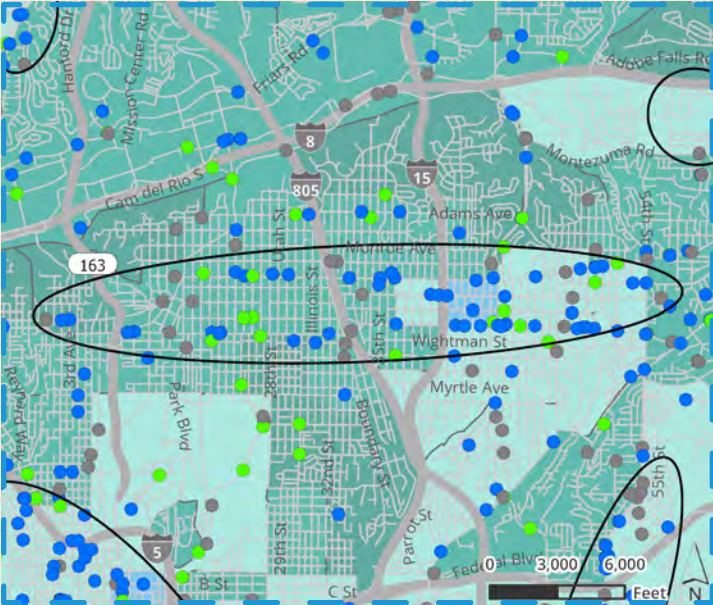 Hanford Dr
Mission Center Rd
Friars Rd
Adobe Falls Rd
8
Montezuma Rd
805
15
Cam del Rio S
54th St
Utah St
Adams Ave
Monroe Ave
163
Illinois St
35th St
Wightman St
3rd Ave
28th St
Reynard Way
Park Blvd
Myrtle Ave
Boundary St
32nd St
55th St
Parrot St
5
29th St
Federal Blvd
0 3,000 6,000
Feet
N
B St
C St